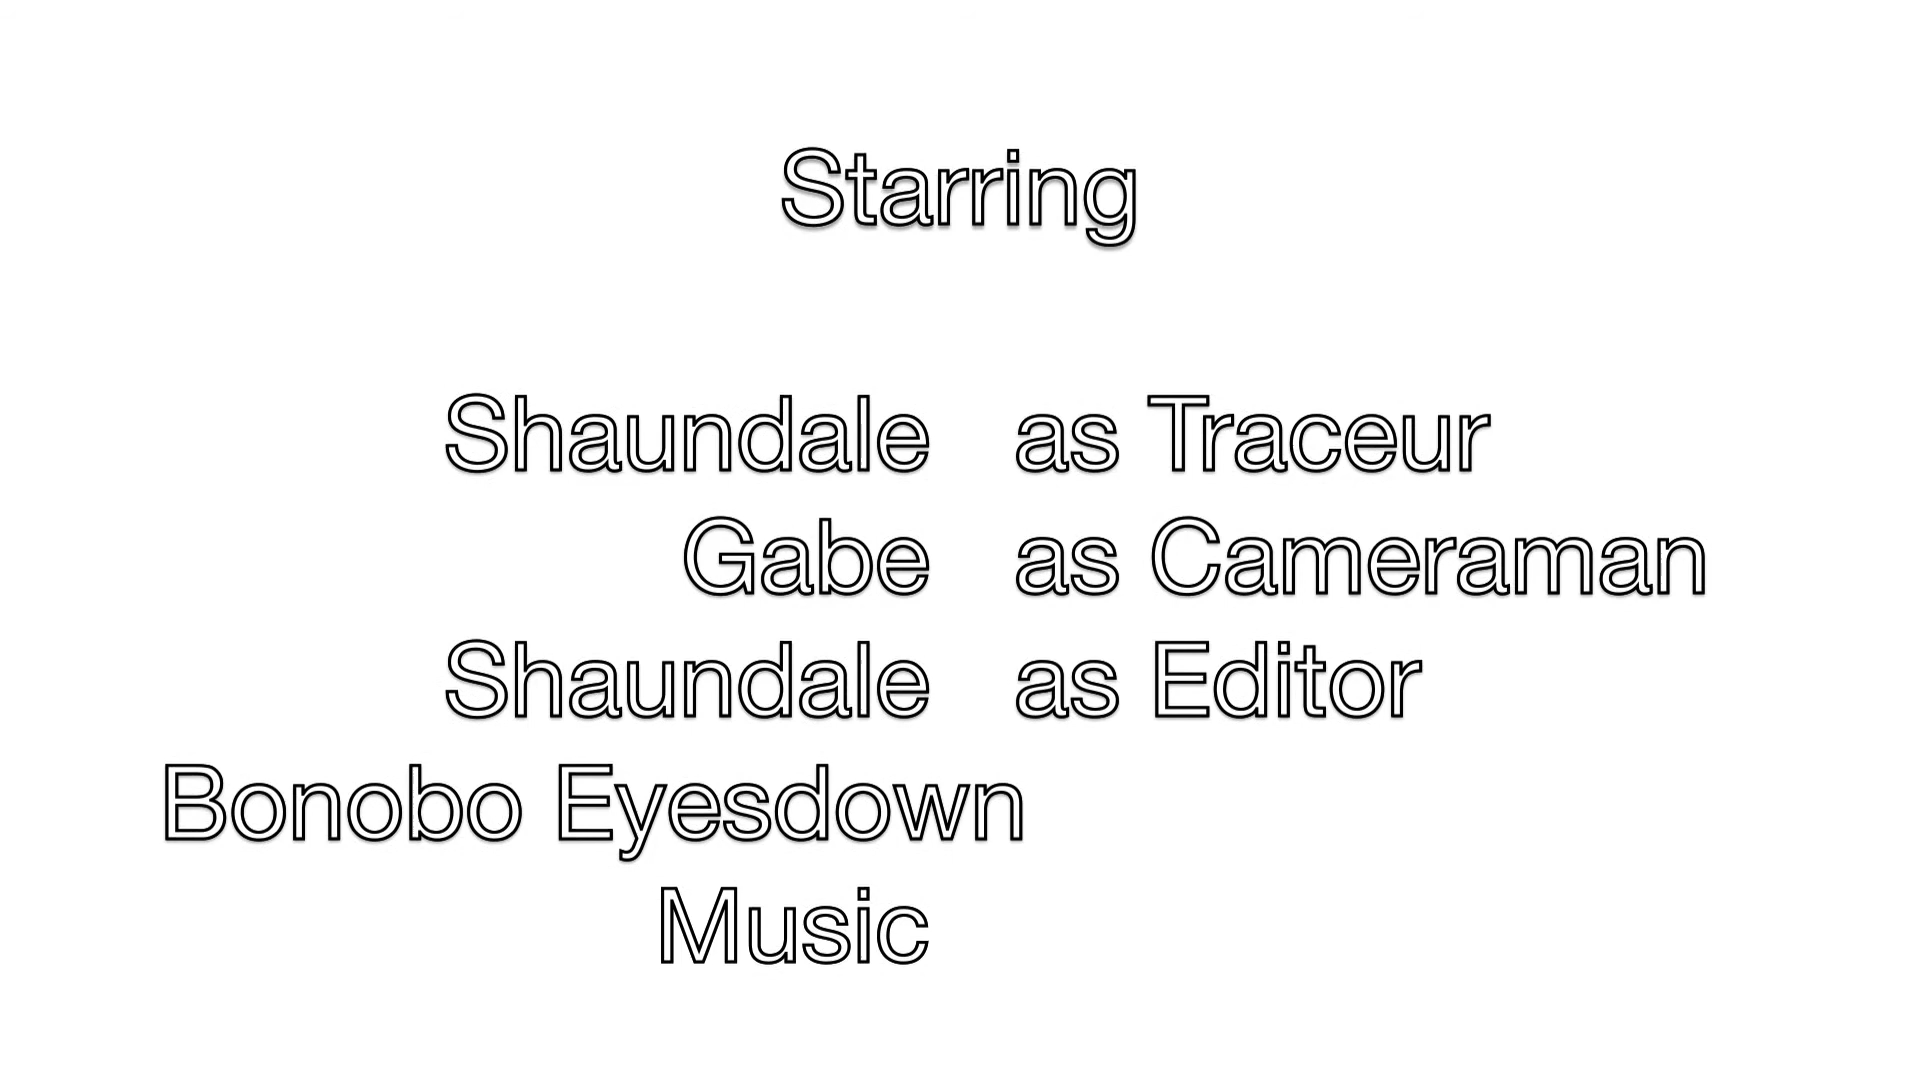 Starring
Shaundale as Traceur
Gabe as Cameraman
Shaundale as Editor
Bonobo Eyesdown
Music